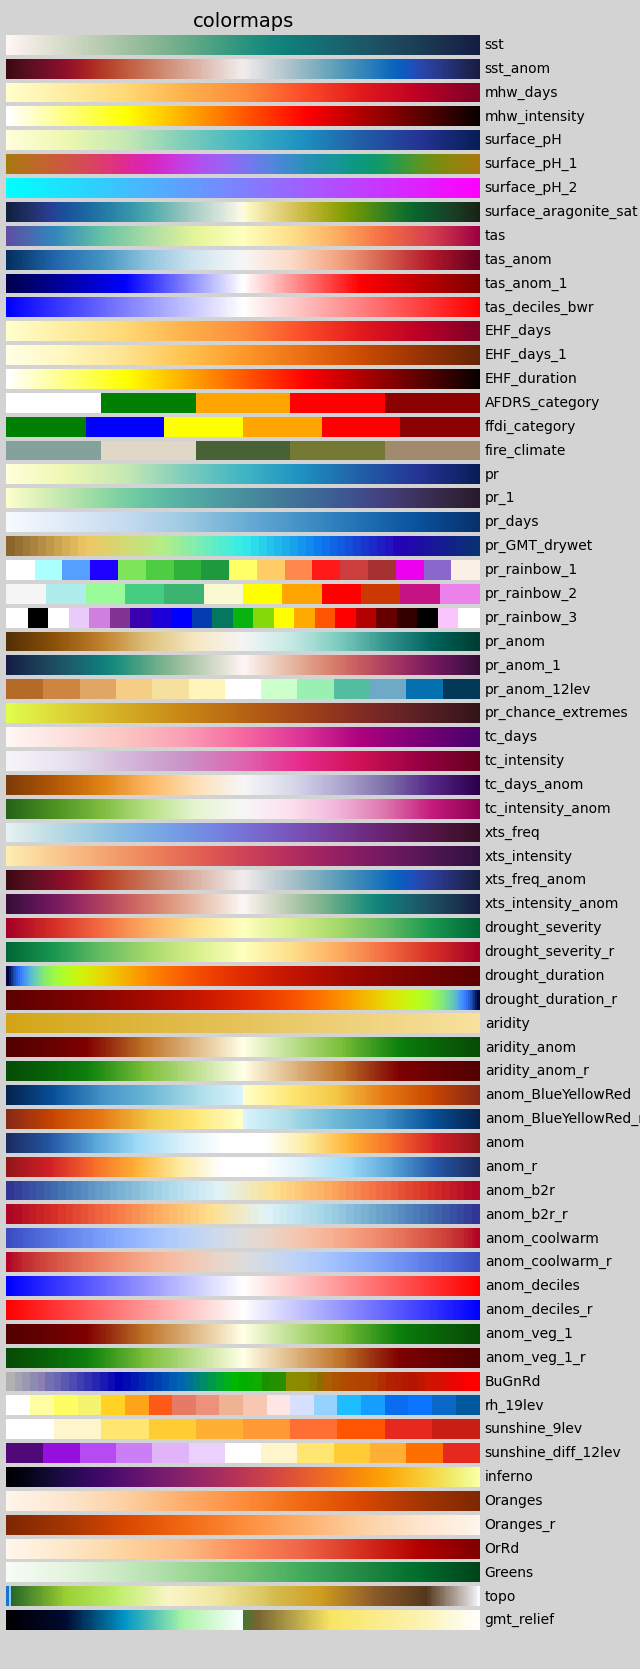 colormaps
sst
sst_anom
mhw_days
mhw_intensity
surface_pH
surface_pH_1
surface_pH_2
surface_aragonite_sat
tas
tas_anom
tas_anom_1
tas_deciles_bwr
EHF_days
EHF_days_1
EHF_duration
AFDRS_category
ffdi_category
fire_climate
pr
pr_1
pr_days
pr_GMT_drywet
pr_rainbow_1
pr_rainbow_2
pr_rainbow_3
pr_anom
pr_anom_1
pr_anom_12lev
pr_chance_extremes
tc_days
tc_intensity
tc_days_anom
tc_intensity_anom
xts_freq
xts_intensity
xts_freq_anom
xts_intensity_anom
drought_severity
drought_severity_r
drought_duration
drought_duration_r
aridity
aridity_anom
aridity_anom_r
anom_BlueYellowRed
anom_BlueYellowRed_r
anom
anom_r
anom_b2r
anom_b2r_r
anom_coolwarm
anom_coolwarm_r
anom_deciles
anom_deciles_r
anom_veg_1
anom_veg_1_r
BuGnRd
rh_19lev
sunshine_9lev
sunshine_diff_12lev
inferno
Oranges
Oranges_r
OrRd
Greens
topo
gmt_relief